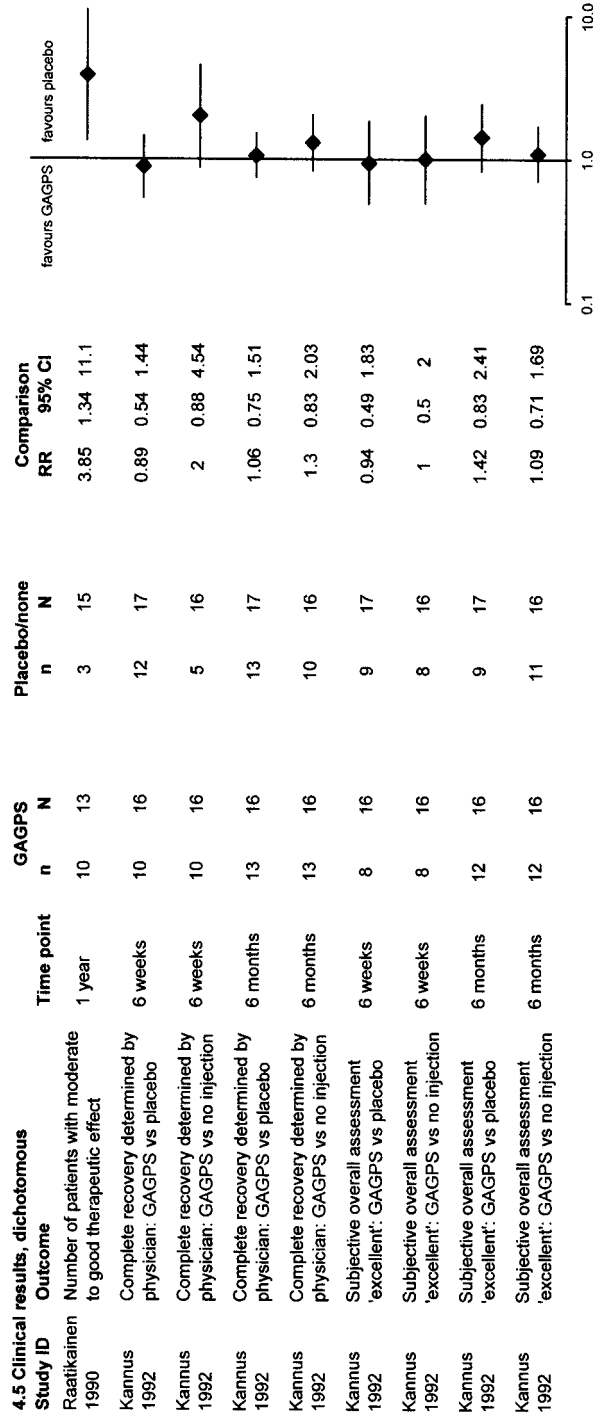 4.5 Clinical results, dichotomous
GAGPS Placebo/none Comparison
Study ID Outcome Time point n N n N RR 95% CI favours GAGPS favours placebo
Raatikainen Number of patients with moderate 1 year 10 13 3 15 3.85 1.34 11.1
1990 to good therapeutic effect
Kannus Complete recovery determined by 6 weeks 10 16 12 17 0.89 0.54 1.44
1992 physician: GAGPS vs placebo
Kannus Complete recovery determined by 6 weeks 10 16 5 16 2 0.88 4.54
1992 physician: GAGPS vs no injection
Kannus Complete recovery determined by 6 months 13 16 13 17 1.06 0.75 1.51
1992 physician: GAGPS vs placebo
Kannus Complete recovery determined by 6 months 13 16 10 16 1.3 0.83 2.03
1992 physician: GAGPS vs no injection
Kannus Subjective overall assessment 6 weeks 8 16 9 17 0.94 0.49 1.83
1992 'excellent': GAGPS vs placebo
Kannus Subjective overall assessment 6 weeks 8 16 8 16 1 0.5 2
1992 'excellent': GAGPS vs no injection
Kannus Subjective overall assessment 6 months 12 16 9 17 1.42 0.83 2.41
1992 'excellent': GAGPS vs placebo
Kannus Subjective overall assessment 6 months 12 16 11 16 1.09 0.71 1.69
1992 'excellent': GAGPS vs no injection
0.1 1.0 10.0